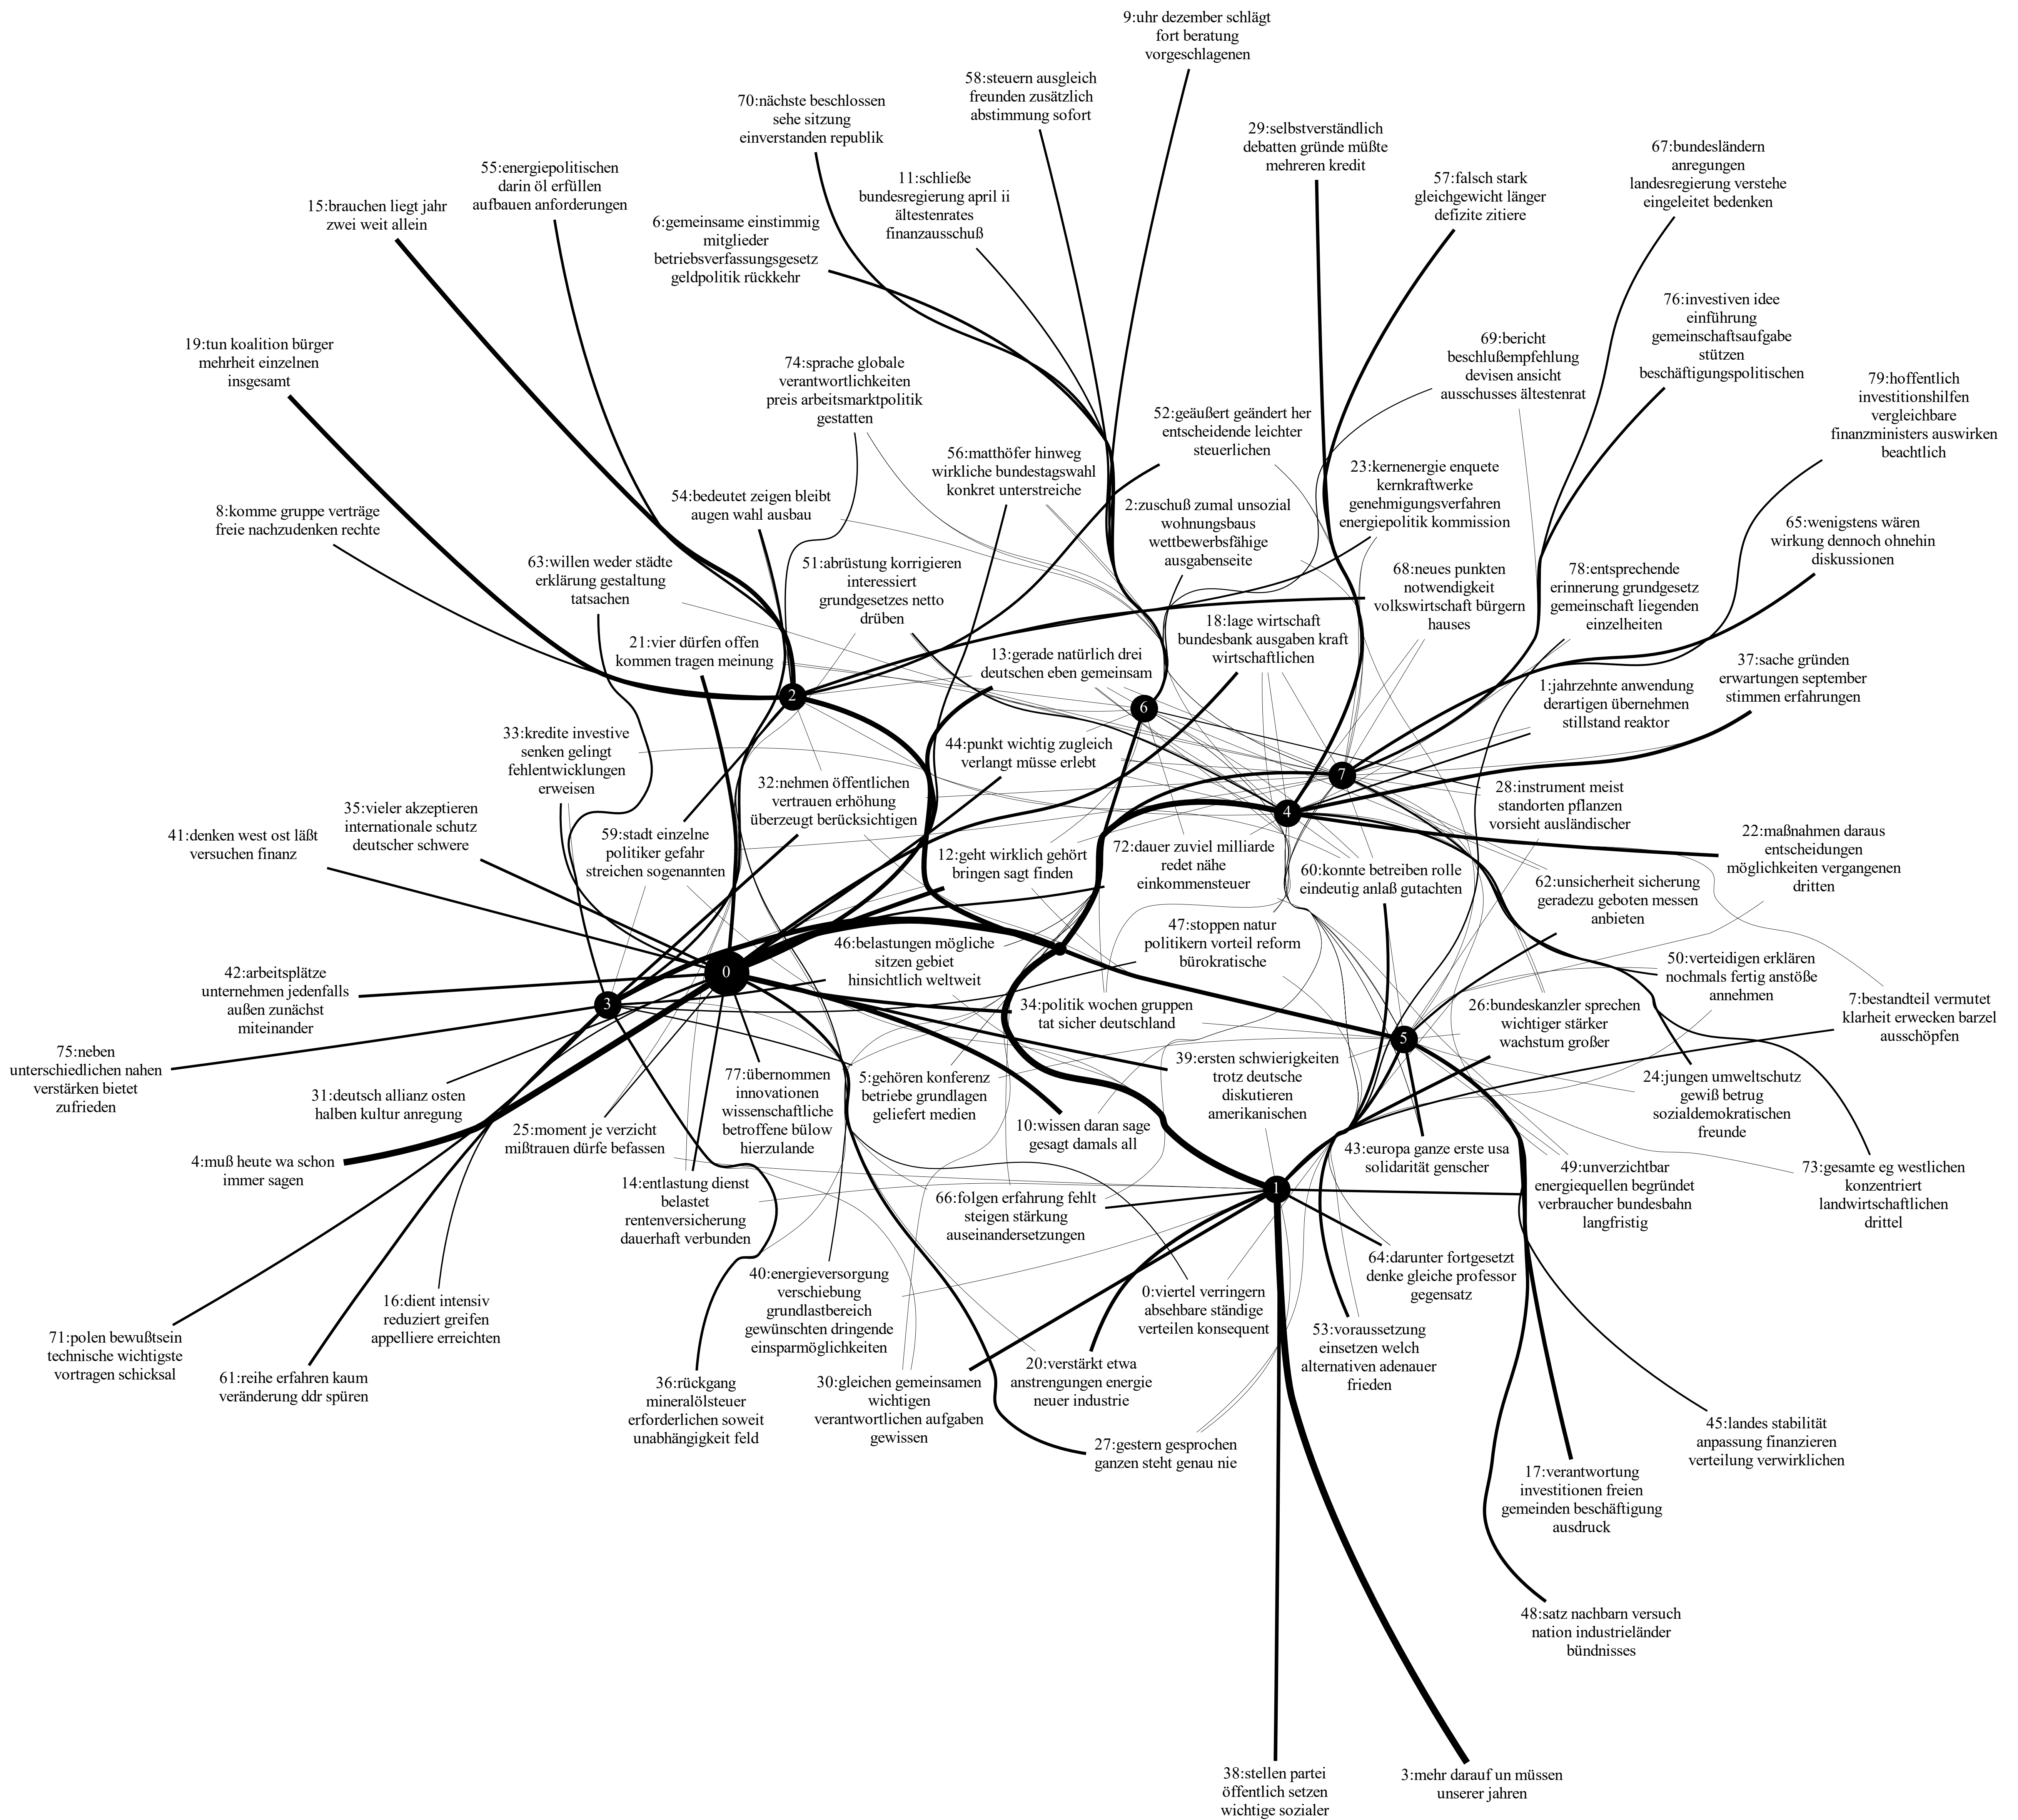 9:uhr dezember schlägt
fort beratung
vorgeschlagenen
58:steuern ausgleich
freunden zusätzlich
abstimmung sofort
70:nächste beschlossen
sehe sitzung
einverstanden republik
29:selbstverständlich
debatten gründe müßte
mehreren kredit
67:bundesländern
anregungen
landesregierung verstehe
eingeleitet bedenken
55:energiepolitischen
darin öl erfüllen
aufbauen anforderungen
11:schließe
bundesregierung april ii
ältestenrates
finanzausschuß
57:falsch stark
gleichgewicht länger
defizite zitiere
15:brauchen liegt jahr
zwei weit allein
6:gemeinsame einstimmig
mitglieder
betriebsverfassungsgesetz
geldpolitik rückkehr
76:investiven idee
einführung
gemeinschaftsaufgabe
stützen
beschäftigungspolitischen
69:bericht
beschlußempfehlung
devisen ansicht
ausschusses ältestenrat
19:tun koalition bürger
mehrheit einzelnen
insgesamt
74:sprache globale
verantwortlichkeiten
preis arbeitsmarktpolitik
gestatten
79:hoffentlich
investitionshilfen
vergleichbare
finanzministers auswirken
beachtlich
52:geäußert geändert her
entscheidende leichter
steuerlichen
56:matthöfer hinweg
wirkliche bundestagswahl
konkret unterstreiche
23:kernenergie enquete
kernkraftwerke
genehmigungsverfahren
energiepolitik kommission
54:bedeutet zeigen bleibt
augen wahl ausbau
2:zuschuß zumal unsozial
wohnungsbaus
wettbewerbsfähige
ausgabenseite
8:komme gruppe verträge
freie nachzudenken rechte
65:wenigstens wären
wirkung dennoch ohnehin
diskussionen
63:willen weder städte
erklärung gestaltung
tatsachen
51:abrüstung korrigieren
interessiert
grundgesetzes netto
drüben
68:neues punkten
notwendigkeit
volkswirtschaft bürgern
hauses
78:entsprechende
erinnerung grundgesetz
gemeinschaft liegenden
einzelheiten
18:lage wirtschaft
bundesbank ausgaben kraft
wirtschaftlichen
21:vier dürfen offen
kommen tragen meinung
13:gerade natürlich drei
deutschen eben gemeinsam
37:sache gründen
erwartungen september
stimmen erfahrungen
1:jahrzehnte anwendung
derartigen übernehmen
stillstand reaktor
2
6
33:kredite investive
senken gelingt
fehlentwicklungen
erweisen
44:punkt wichtig zugleich
verlangt müsse erlebt
7
32:nehmen öffentlichen
vertrauen erhöhung
überzeugt berücksichtigen
28:instrument meist
standorten pflanzen
vorsieht ausländischer
4
35:vieler akzeptieren
internationale schutz
deutscher schwere
41:denken west ost läßt
versuchen finanz
59:stadt einzelne
politiker gefahr
streichen sogenannten
22:maßnahmen daraus
entscheidungen
möglichkeiten vergangenen
dritten
12:geht wirklich gehört
bringen sagt finden
72:dauer zuviel milliarde
redet nähe
einkommensteuer
60:konnte betreiben rolle
eindeutig anlaß gutachten
62:unsicherheit sicherung
geradezu geboten messen
anbieten
47:stoppen natur
politikern vorteil reform
bürokratische
46:belastungen mögliche
sitzen gebiet
hinsichtlich weltweit
50:verteidigen erklären
nochmals fertig anstöße
annehmen
0
42:arbeitsplätze
unternehmen jedenfalls
außen zunächst
miteinander
3
34:politik wochen gruppen
tat sicher deutschland
26:bundeskanzler sprechen
wichtiger stärker
wachstum großer
7:bestandteil vermutet
klarheit erwecken barzel
ausschöpfen
5
75:neben
unterschiedlichen nahen
verstärken bietet
zufrieden
39:ersten schwierigkeiten
trotz deutsche
diskutieren
amerikanischen
77:übernommen
innovationen
wissenschaftliche
betroffene bülow
hierzulande
5:gehören konferenz
betriebe grundlagen
geliefert medien
24:jungen umweltschutz
gewiß betrug
sozialdemokratischen
freunde
31:deutsch allianz osten
halben kultur anregung
25:moment je verzicht
mißtrauen dürfe befassen
10:wissen daran sage
gesagt damals all
43:europa ganze erste usa
solidarität genscher
4:muß heute wa schon
immer sagen
49:unverzichtbar
energiequellen begründet
verbraucher bundesbahn
langfristig
73:gesamte eg westlichen
konzentriert
landwirtschaftlichen
drittel
14:entlastung dienst
belastet
rentenversicherung
dauerhaft verbunden
1
66:folgen erfahrung fehlt
steigen stärkung
auseinandersetzungen
64:darunter fortgesetzt
denke gleiche professor
gegensatz
40:energieversorgung
verschiebung
grundlastbereich
gewünschten dringende
einsparmöglichkeiten
0:viertel verringern
absehbare ständige
verteilen konsequent
16:dient intensiv
reduziert greifen
appelliere erreichten
53:voraussetzung
einsetzen welch
alternativen adenauer
frieden
71:polen bewußtsein
technische wichtigste
vortragen schicksal
61:reihe erfahren kaum
veränderung ddr spüren
20:verstärkt etwa
anstrengungen energie
neuer industrie
36:rückgang
mineralölsteuer
erforderlichen soweit
unabhängigkeit feld
30:gleichen gemeinsamen
wichtigen
verantwortlichen aufgaben
gewissen
45:landes stabilität
anpassung finanzieren
verteilung verwirklichen
27:gestern gesprochen
ganzen steht genau nie
17:verantwortung
investitionen freien
gemeinden beschäftigung
ausdruck
48:satz nachbarn versuch
nation industrieländer
bündnisses
38:stellen partei
öffentlich setzen
wichtige sozialer
3:mehr darauf un müssen
unserer jahren